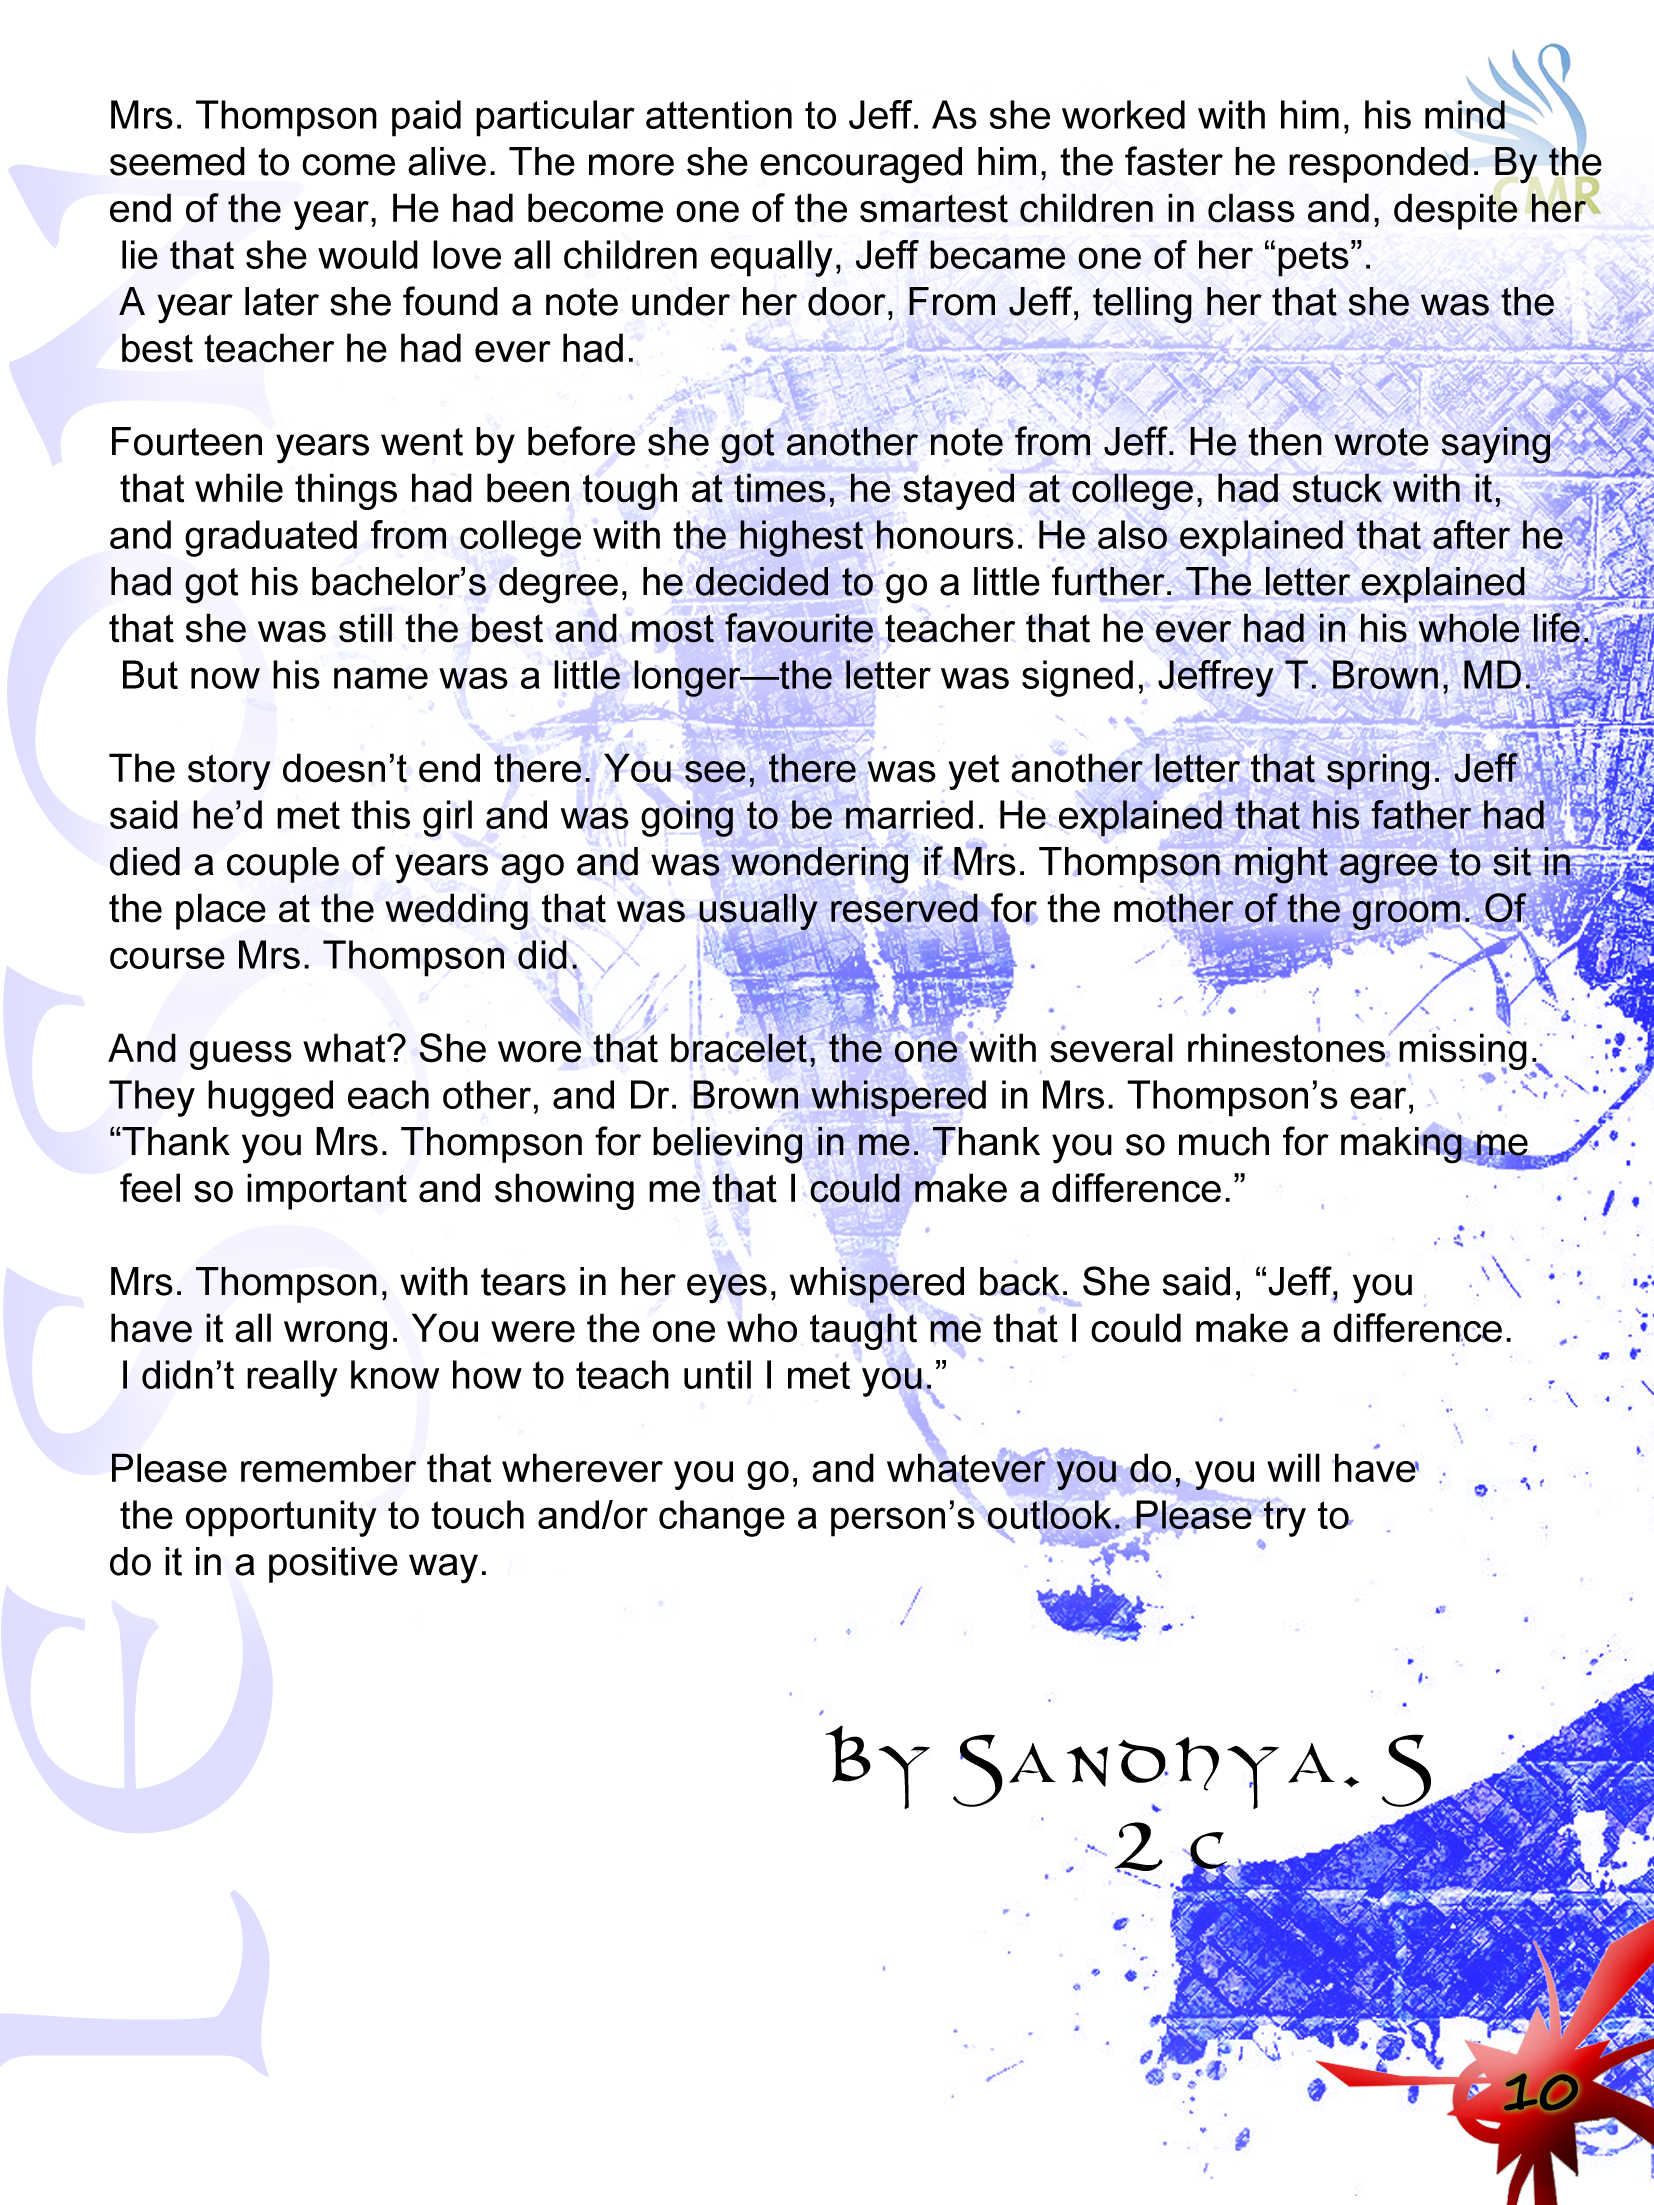 CMR
Mrs. Thompson paid particular attention to Jeff. As she worked with him, his mind
seemed to come alive. The more she encouraged him, the faster he responded. By the
end of the year, He had become one of the smartest children in class and, despite her
lie that she would love all children equally, Jeff became one of her “pets”.
A year later she found a note under her door, From Jeff, telling her that she was the
best teacher he had ever had.
Fourteen years went by before she got another note from Jeff. He then wrote saying
that while things had been tough at times, he stayed at college, had stuck with it,
and graduated from college with the highest honours. He also explained that after he
had got his bachelor’s degree, he decided to go a little further. The letter explained
that she was still the best and most favourite teacher that he ever had in his whole life.
But now his name was a little longer—the letter was signed, Jeffrey T. Brown, MD.
The story doesn’t end there. You see, there was yet another letter that spring. Jeff
said he’d met this girl and was going to be married. He explained that his father had
died a couple of years ago and was wondering if Mrs. Thompson might agree to sit in
the place at the wedding that was usually reserved for the mother of the groom. Of
course Mrs. Thompson did.
And guess what? She wore that bracelet, the one with several rhinestones missing.
They hugged each other, and Dr. Brown whispered in Mrs. Thompson’s ear,
“Thank you Mrs. Thompson for believing in me. Thank you so much for making me
feel so important and showing me that I could make a difference.”
Mrs. Thompson, with tears in her eyes, whispered back. She said, “Jeff, you
have it all wrong. You were the one who taught me that I could make a difference.
I didn’t really know how to teach until I met you.”
Please remember that wherever you go, and whatever you do, you will have
the opportunity to touch and/or change a person’s outlook. Please try to
do it in a positive way.
By Sandhya. S
2 c
10
Lesson